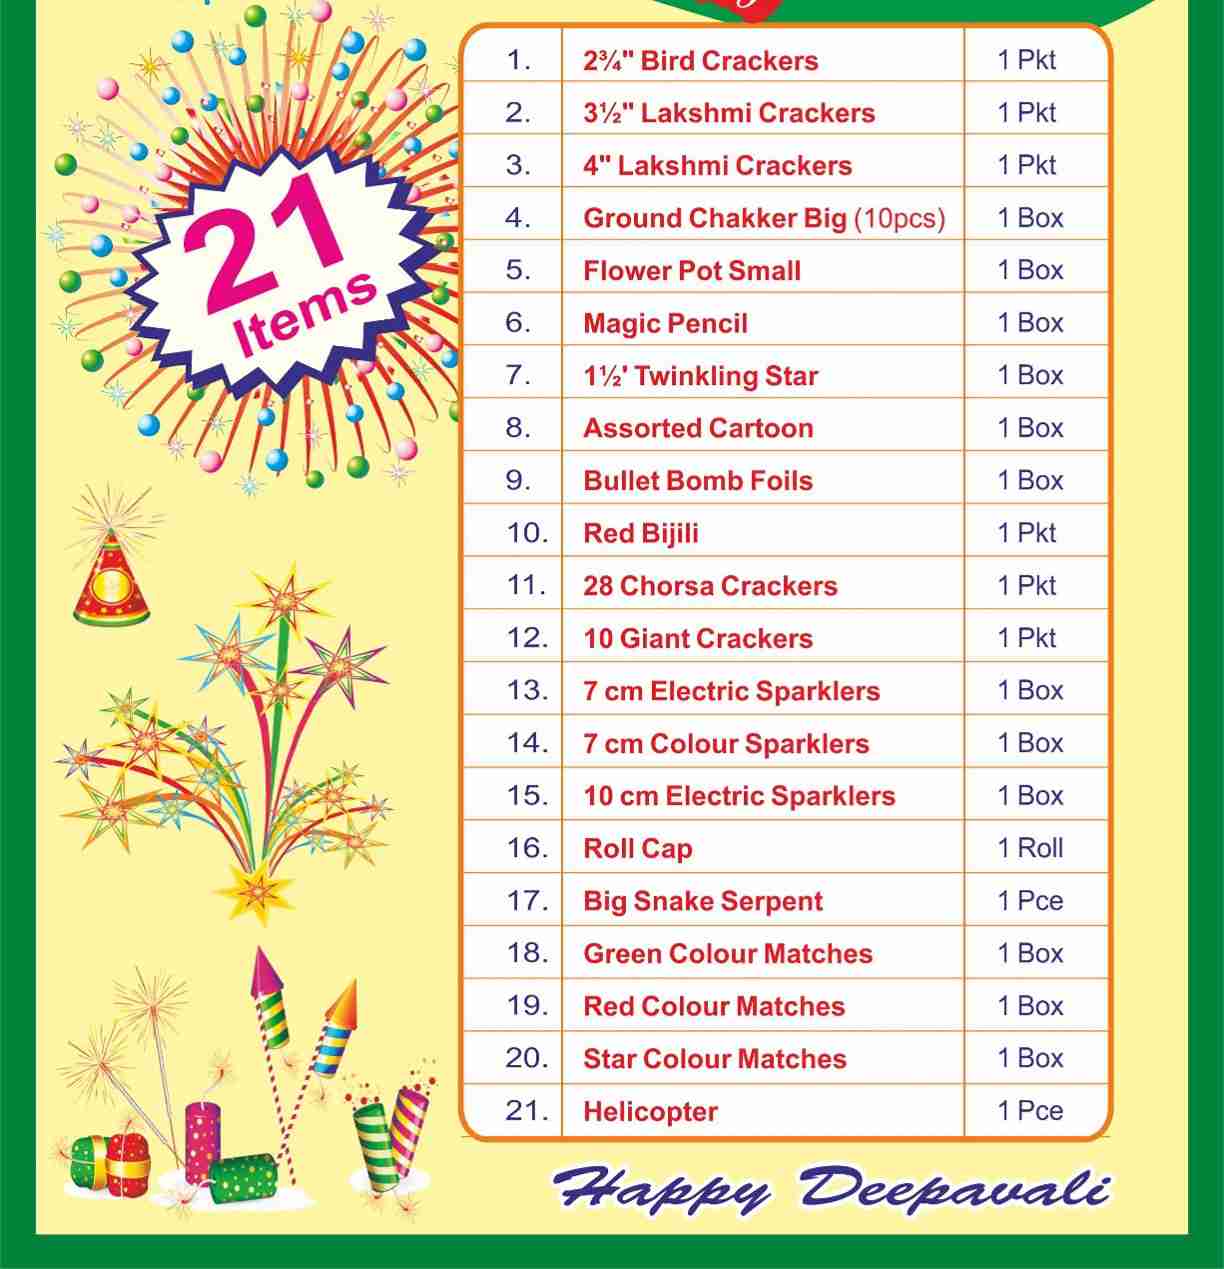 21
Items
1. 2¾" Bird Crackers 1 Pkt
2. 3½" Lakshmi Crackers 1 Pkt
3. 4" Lakshmi Crackers 1 Pkt
4. Ground Chakker Big (10pcs) 1 Box
5. Flower Pot Small 1 Box
6. Magic Pencil 1 Box
7. 1½' Twinkling Star 1 Box
8. Assorted Cartoon 1 Box
9. Bullet Bomb Foils 1 Box
10. Red Bijili 1 Pkt
11. 28 Chorsa Crackers 1 Pkt
12. 10 Giant Crackers 1 Pkt
13. 7 cm Electric Sparklers 1 Box
14. 7 cm Colour Sparklers 1 Box
15. 10 cm Electric Sparklers 1 Box
16. Roll Cap 1 Roll
17. Big Snake Serpent 1 Pce
18. Green Colour Matches 1 Box
19. Red Colour Matches 1 Box
20. Star Colour Matches 1 Box
21. Helicopter 1 Pce
Happy Deepavali